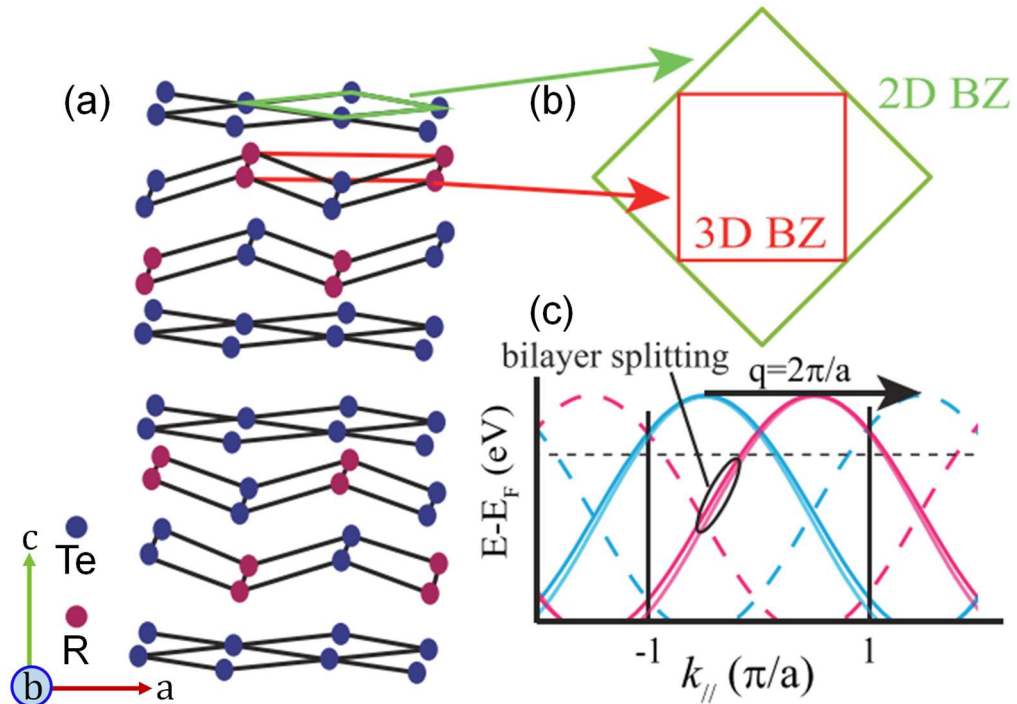 (a)
(b)
2D BZ
3D BZ
(c)
bilayer splitting
q=2π/a
E-E_F (eV)
-1
1
k_// (π/a)
c
Te
R
b
a